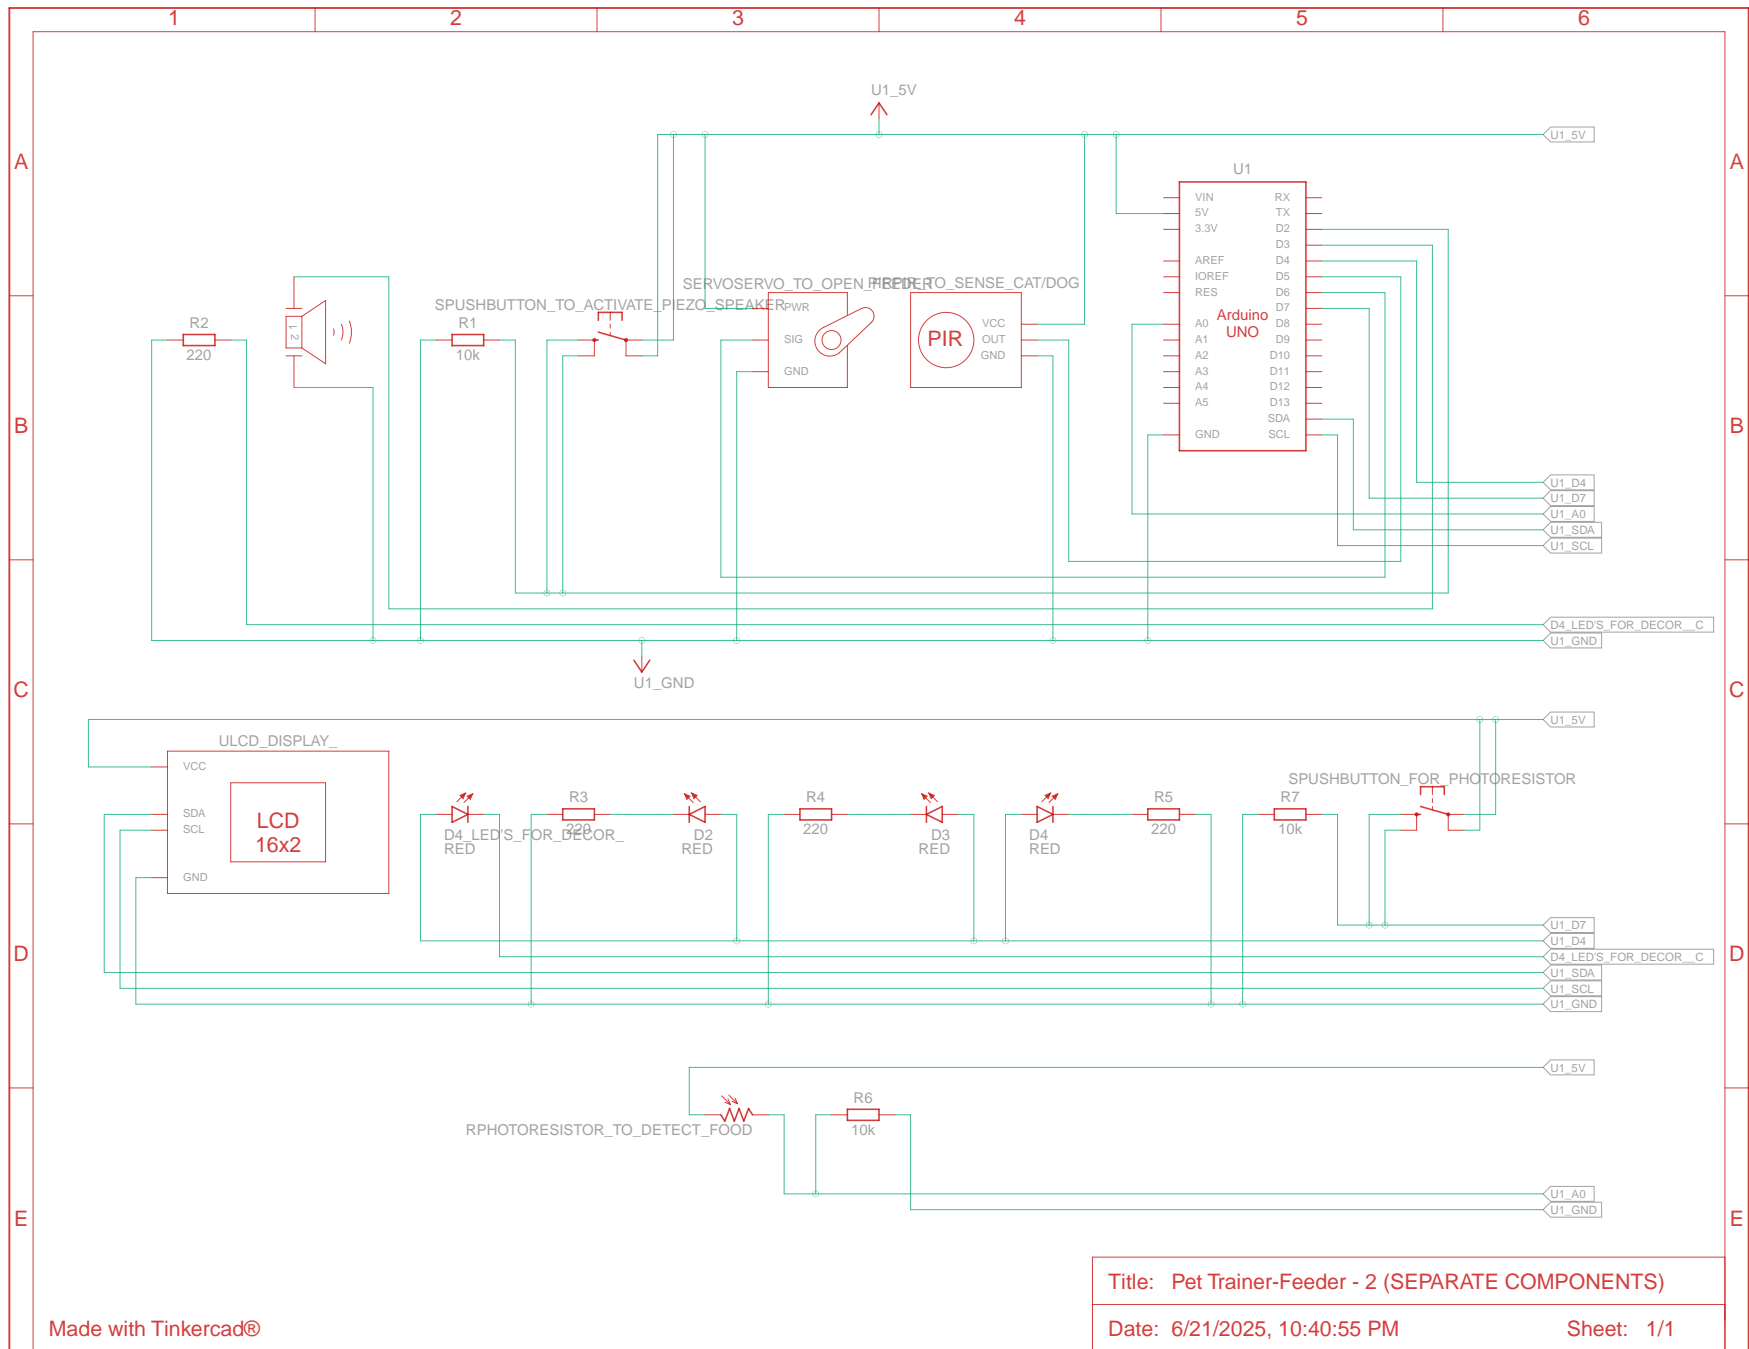 1 2 3 4 5 6
A A
B B
C C
D D
E E
U1_5V
U1_5V
U1
VIN RX
5V TX
3.3V D2
D3
AREF D4
IOREF D5
RES D6
D7
A0 D8
A1 D9
A2 D10
A3 D11
A4 D12
A5 D13
SDA
GND SCL
Arduino
UNO
SERVOSERVO_TO_OPEN_FEEDER
PIRPIR_TO_SENSE_CAT/DOG
SPUSHBUTTON_TO_ACTIVATE_PIEZO_SPEAKER
PWR
SIG
GND
PIR
VCC
OUT
GND
R2
220
1 2
R1
10k
U1_D4
U1_D7
U1_A0
U1_SDA
U1_SCL
D4_LED'S_FOR_DECOR__C
U1_GND
U1_GND
U1_5V
ULCD_DISPLAY_
VCC
SDA
SCL
GND
LCD
16x2
D4_LED'S_FOR_DECOR_
RED
R3
220
D2
RED
R4
220
D3
RED
D4
RED
R5
220
R7
10k
SPUSHBUTTON_FOR_PHOTORESISTOR
U1_D7
U1_D4
D4_LED'S_FOR_DECOR__C
U1_SDA
U1_SCL
U1_GND
U1_5V
RPHOTORESISTOR_TO_DETECT_FOOD
R6
10k
U1_A0
U1_GND
Title: Pet Trainer-Feeder - 2 (SEPARATE COMPONENTS)
Made with Tinkercad®
Date: 6/21/2025, 10:40:55 PM Sheet: 1/1